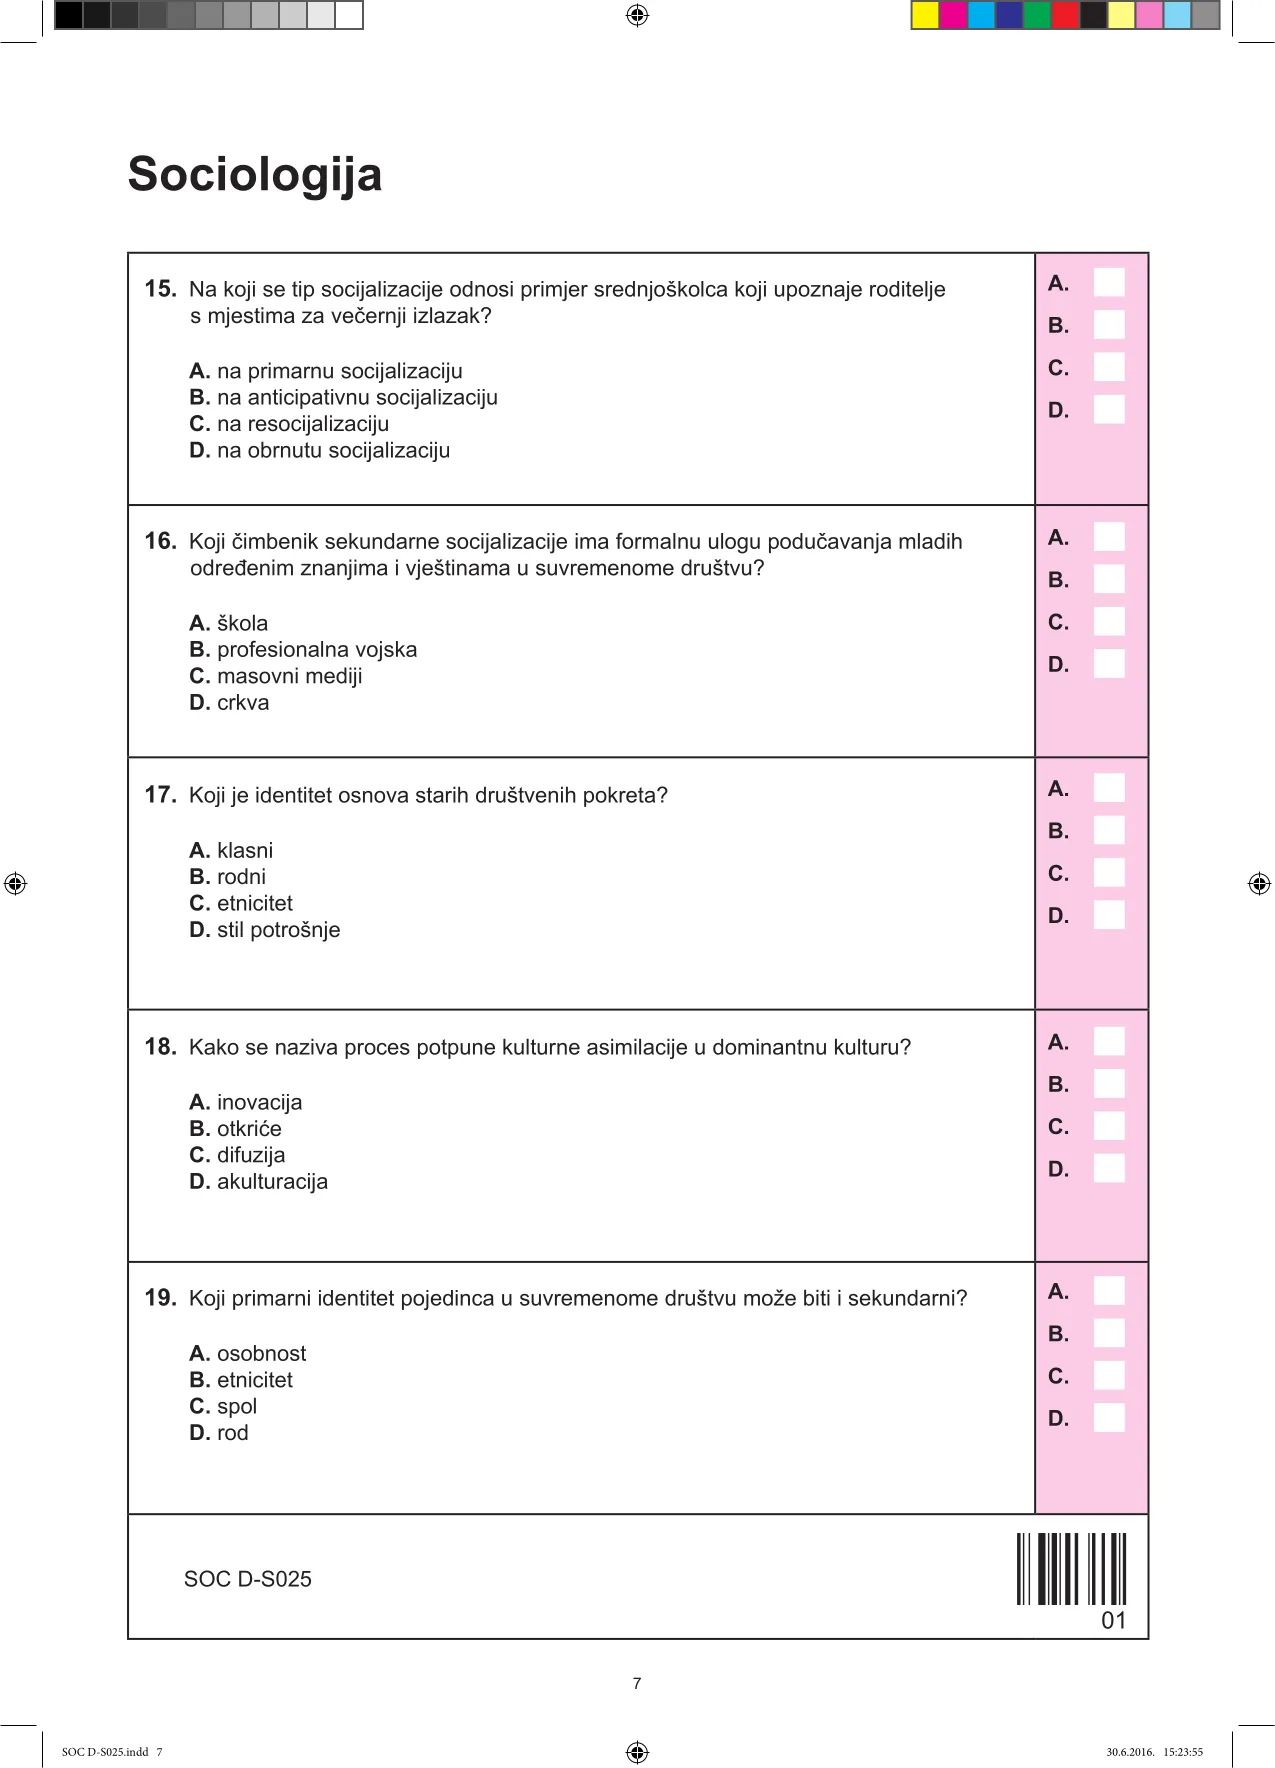 Sociologija
15. Na koji se tip socijalizacije odnosi primjer srednjoškolca koji upoznaje roditelje
s mjestima za večernji izlazak?
A. na primarnu socijalizaciju
B. na anticipativnu socijalizaciju
C. na resocijalizaciju
D. na obrnutu socijalizaciju
A.
B.
C.
D.
16. Koji čimbenik sekundarne socijalizacije ima formalnu ulogu podučavanja mladih
određenim znanjima i vještinama u suvremenome društvu?
A. škola
B. profesionalna vojska
C. masovni mediji
D. crkva
A.
B.
C.
D.
17. Koji je identitet osnova starih društvenih pokreta?
A. klasni
B. rodni
C. etnicitet
D. stil potrošnje
A.
B.
C.
D.
18. Kako se naziva proces potpune kulturne asimilacije u dominantnu kulturu?
A. inovacija
B. otkriće
C. difuzija
D. akulturacija
A.
B.
C.
D.
19. Koji primarni identitet pojedinca u suvremenome društvu može biti i sekundarni?
A. osobnost
B. etnicitet
C. spol
D. rod
A.
B.
C.
D.
SOC D-S025
01
7
SOC D-S025.indd 7
30.6.2016. 15:23:55